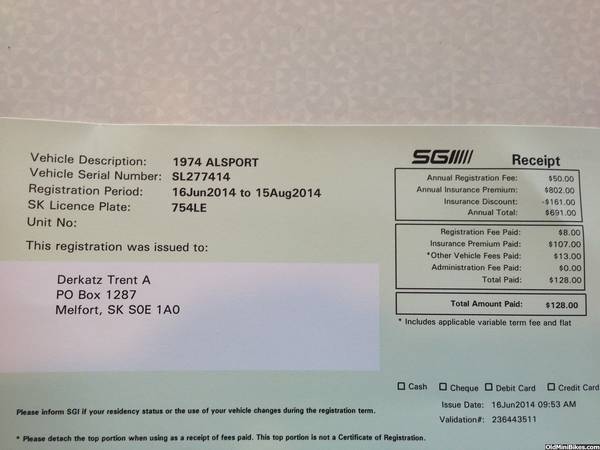 SGI Receipt
Vehicle Description: 1974 ALSPORT
Vehicle Serial Number: SL277414
Registration Period: 16Jun2014 to 15Aug2014
SK Licence Plate: 754LE
Unit No:
This registration was issued to:
Derkatz Trent A
PO Box 1287
Melfort, SK S0E 1A0
Annual Registration Fee: $50.00
Annual Insurance Premium: $802.00
Insurance Discount: -$161.00
Annual Total: $691.00
Registration Fee Paid: $8.00
Insurance Premium Paid: $107.00
*Other Vehicle Fees Paid: $13.00
Administration Fee Paid: $0.00
Total Paid: $128.00
Total Amount Paid: $128.00
* Includes applicable variable term fee and flat
Cash Cheque Debit Card Credit Card
Issue Date: 16Jun2014 09:53 AM
Validation#: 236443511
Please inform SGI if your residency status or the use of your vehicle changes during the registration term.
* Please detach the top portion when using as a receipt of fees paid. This top portion is not a Certificate of Registration.
OldMiniBikes.com